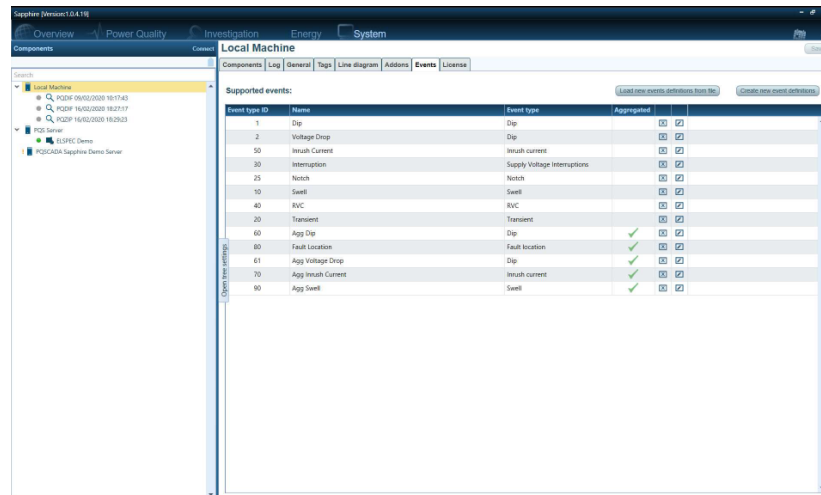 Sapphire [Version:1.0.4.19]
Overview Power Quality Investigation Energy System
Components Connect
Local Machine
Components Log General Tags Line diagram Addons Events License
Search
Local Machine
PQDIF 09/02/2020 10:17:43
PQDIF 16/02/2020 18:27:17
PQZIP 16/02/2020 18:29:23
PQS Server
ELSPEC Demo
PQSCADA Sapphire Demo Server
Open tree settings
Supported events:
Load new events definitions from file
Create new event definitions
Event type ID Name Event type Aggregated
1 Dip Dip
2 Voltage Drop Dip
50 Inrush Current Inrush current
30 Interruption Supply Voltage Interruptions
25 Notch Notch
10 Swell Swell
40 RVC RVC
20 Transient Transient
60 Agg Dip Dip
80 Fault Location Fault location
61 Agg Voltage Drop Dip
70 Agg Inrush Current Inrush current
90 Agg Swell Swell